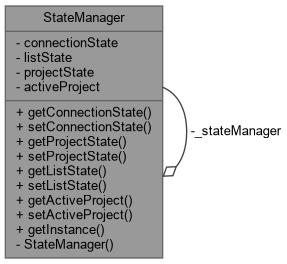 StateManager
- connectionState
- listState
- projectState
- activeProject
+ getConnectionState()
+ setConnectionState()
+ getProjectState()
+ setProjectState()
+ getListState()
+ setListState()
+ getActiveProject()
+ setActiveProject()
+ getInstance()
- StateManager()
-_stateManager